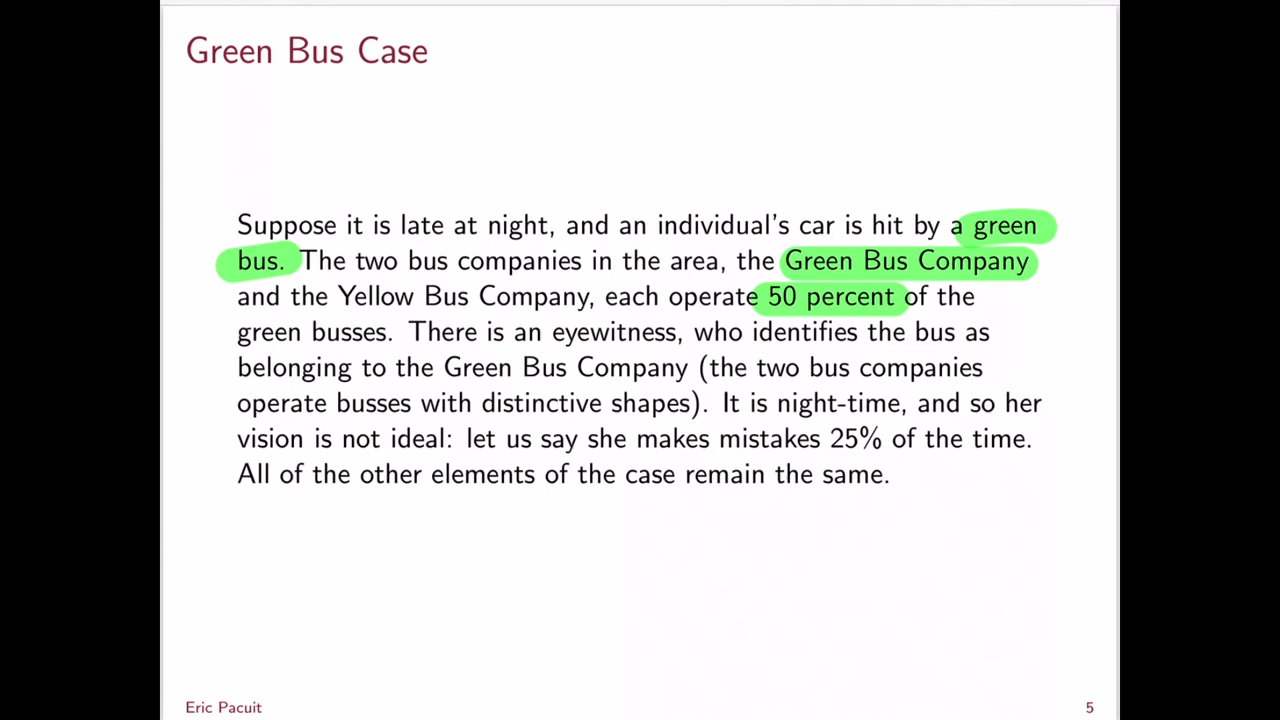 Green Bus Case
Suppose it is late at night, and an individual's car is hit by a green
bus. The two bus companies in the area, the Green Bus Company
and the Yellow Bus Company, each operate 50 percent of the
green busses. There is an eyewitness, who identifies the bus as
belonging to the Green Bus Company (the two bus companies
operate busses with distinctive shapes). It is night-time, and so her
vision is not ideal: let us say she makes mistakes 25% of the time.
All of the other elements of the case remain the same.
Eric Pacuit
5